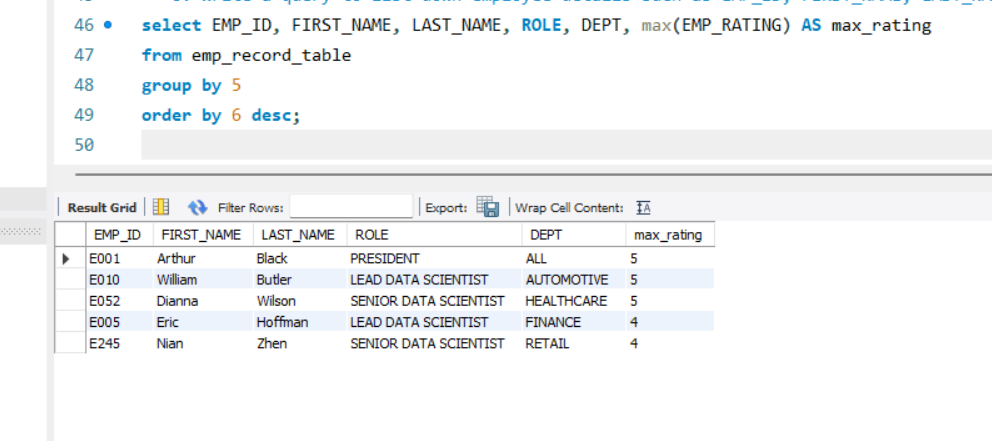 46 select EMP_ID, FIRST_NAME, LAST_NAME, ROLE, DEPT, max(EMP_RATING) AS max_rating
47 from emp_record_table
48 group by 5
49 order by 6 desc;
50
Result Grid Filter Rows: Export: Wrap Cell Content:
EMP_ID FIRST_NAME LAST_NAME ROLE DEPT max_rating
E001 Arthur Black PRESIDENT ALL 5
E010 William Butler LEAD DATA SCIENTIST AUTOMOTIVE 5
E052 Dianna Wilson SENIOR DATA SCIENTIST HEALTHCARE 5
E005 Eric Hoffman LEAD DATA SCIENTIST FINANCE 4
E245 Nian Zhen SENIOR DATA SCIENTIST RETAIL 4